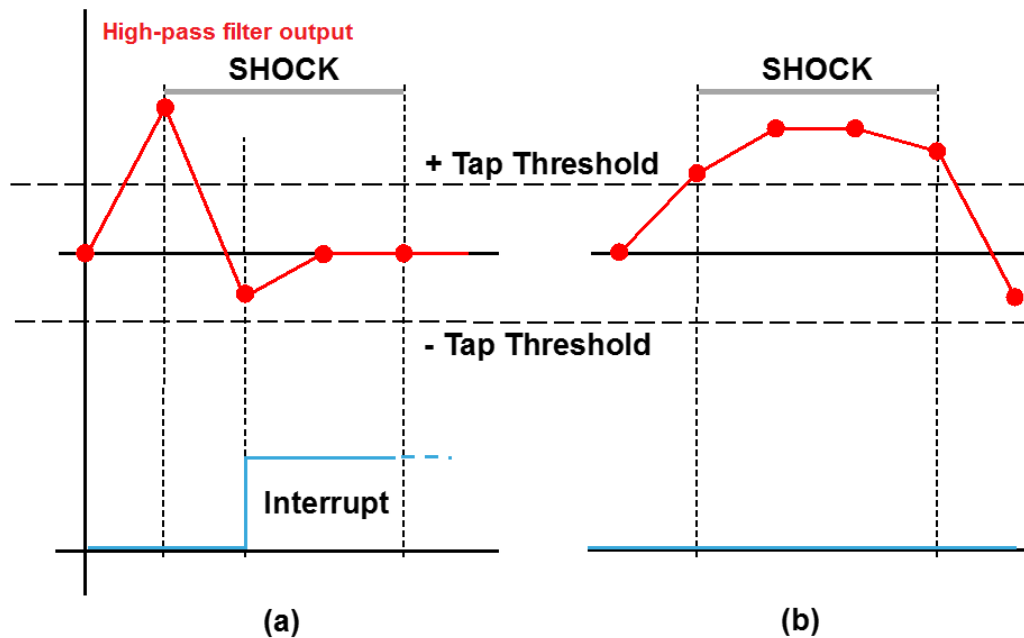 High-pass filter output
SHOCK
SHOCK
+ Tap Threshold
- Tap Threshold
Interrupt
(a)
(b)